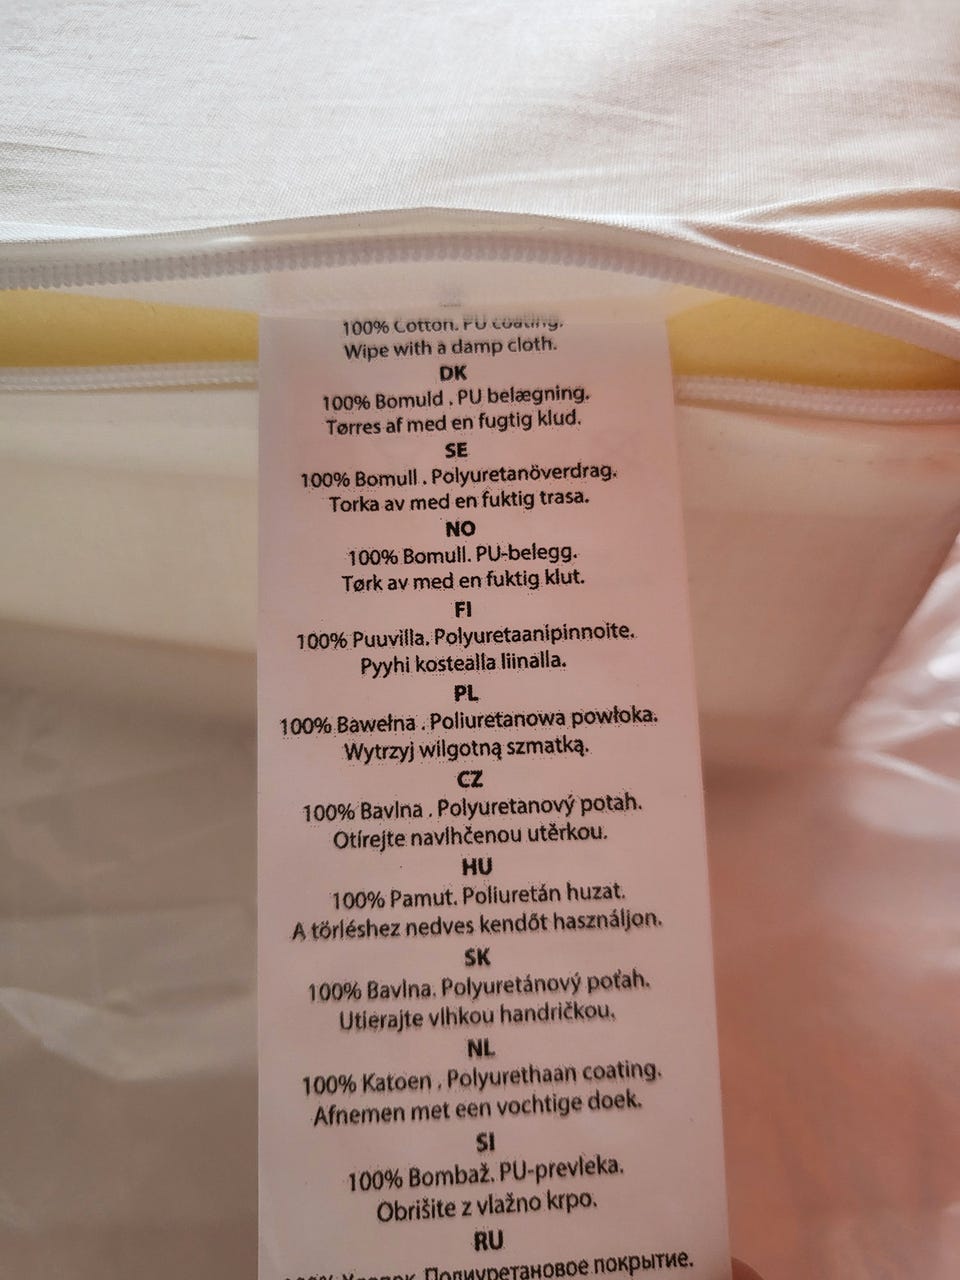 100% Cotton. PU coating.
Wipe with a damp cloth.
DK
100% Bomuld . PU belægning.
Tørres af med en fugtig klud.
SE
100% Bomull . Polyuretanöverdrag.
Torka av med en fuktig trasa.
NO
100% Bomull. PU-belegg.
Tørk av med en fuktig klut.
FI
100% Puuvilla. Polyuretaanipinnoite.
Pyyhi kostealla liinalla.
PL
100% Bawełna . Poliuretanowa powłoka.
Wytrzyj wilgotną szmatką.
CZ
100% Bavlna . Polyuretanový potah.
Otírejte navlhčenou utěrkou.
HU
100% Pamut. Poliuretán huzat.
A törléshez nedves kendőt használjon.
SK
100% Bavlna. Polyuretánový poťah.
Utierajte vlhkou handričkou.
NL
100% Katoen . Polyurethaan coating.
Afnemen met een vochtige doek.
SI
100% Bombaž. PU-prevleka.
Obrišite z vlažno krpo.
RU
100% Хлопок. Полиуретановое покрытие.